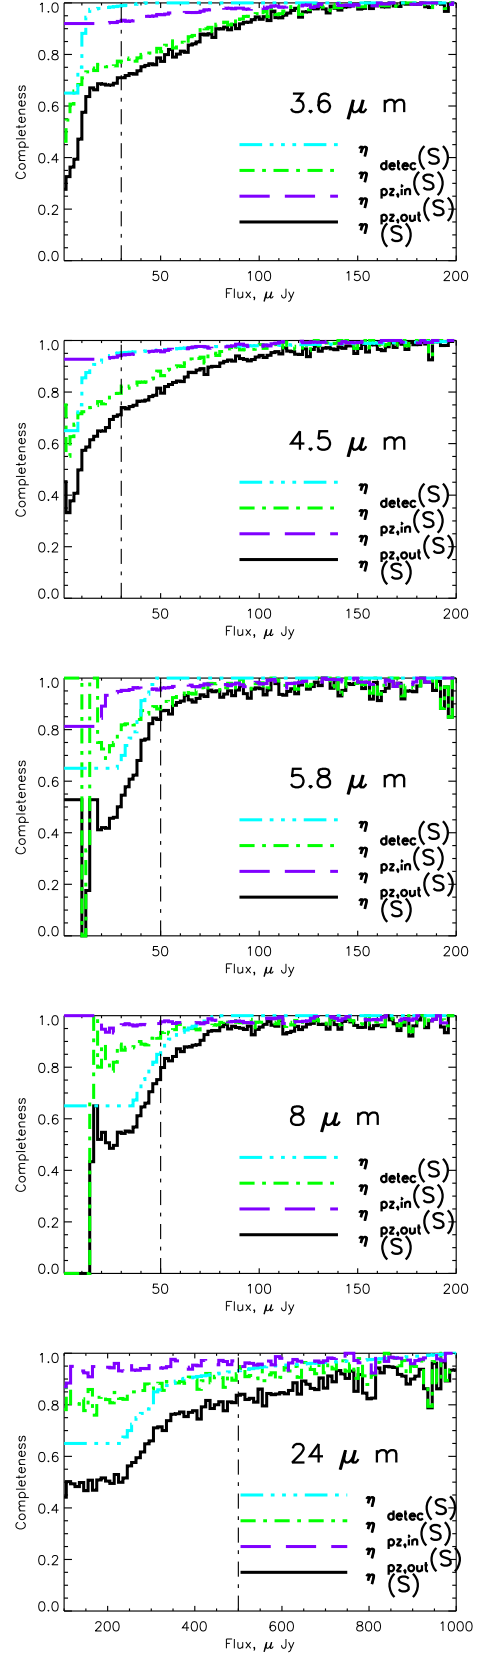 1.0
0.8
0.6
0.4
0.2
0.0
Completeness
3.6 μ m
η detec(S)
η pz,in(S)
η pz,out(S)
η (S)
50 100 150 200
Flux, μ Jy
1.0
0.8
0.6
0.4
0.2
0.0
Completeness
4.5 μ m
η detec(S)
η pz,in(S)
η pz,out(S)
η (S)
50 100 150 200
Flux, μ Jy
1.0
0.8
0.6
0.4
0.2
0.0
Completeness
5.8 μ m
η detec(S)
η pz,in(S)
η pz,out(S)
η (S)
50 100 150 200
Flux, μ Jy
1.0
0.8
0.6
0.4
0.2
0.0
Completeness
8 μ m
η detec(S)
η pz,in(S)
η pz,out(S)
η (S)
50 100 150 200
Flux, μ Jy
1.0
0.8
0.6
0.4
0.2
0.0
Completeness
24 μ m
η detec(S)
η pz,in(S)
η pz,out(S)
η (S)
200 400 600 800 1000
Flux, μ Jy